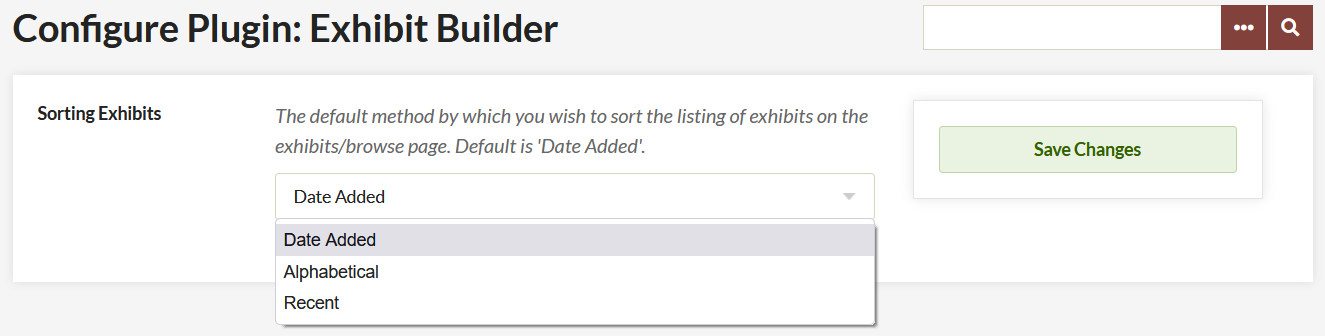 Configure Plugin: Exhibit Builder
Sorting Exhibits
The default method by which you wish to sort the listing of exhibits on the
exhibits/browse page. Default is 'Date Added'.
Date Added
Date Added
Alphabetical
Recent
Save Changes